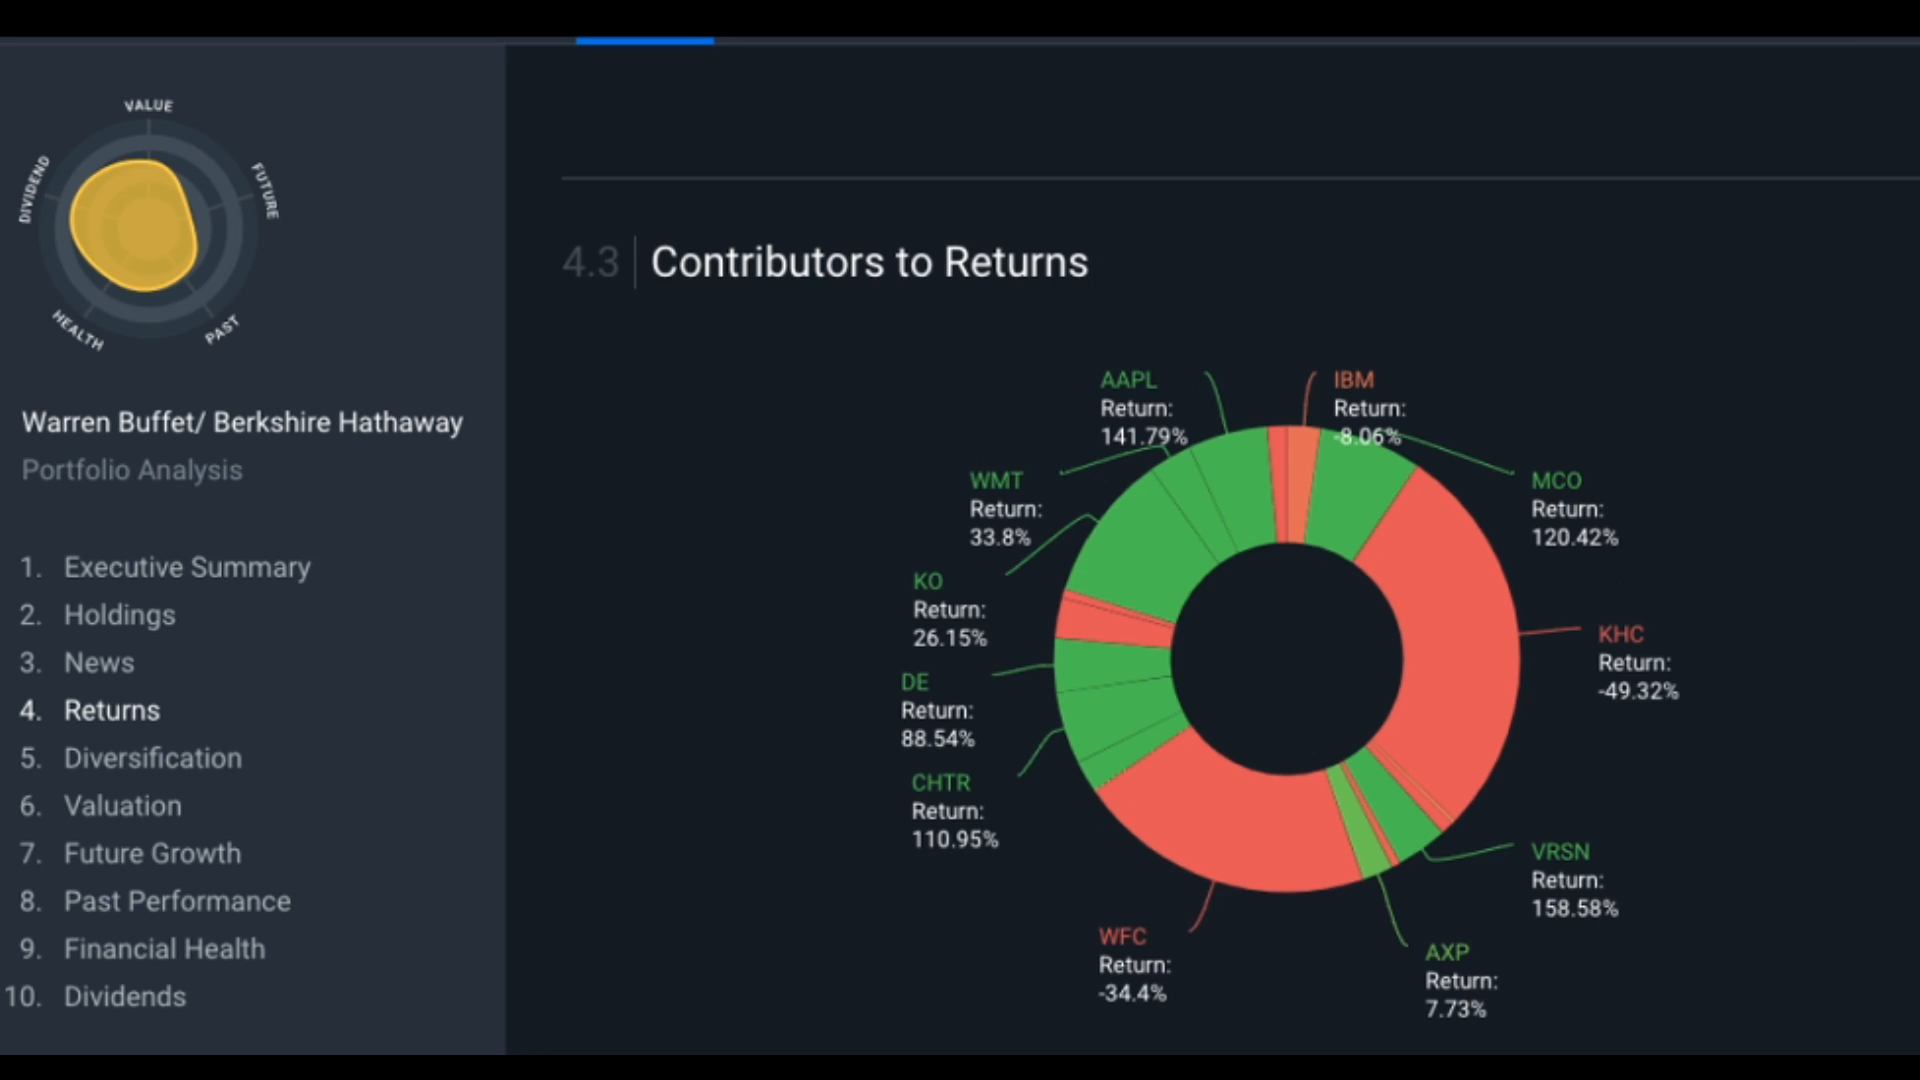 VALUE
FUTURE
PAST
HEALTH
DIVIDEND
Warren Buffet/ Berkshire Hathaway
Portfolio Analysis
1. Executive Summary
2. Holdings
3. News
4. Returns
5. Diversification
6. Valuation
7. Future Growth
8. Past Performance
9. Financial Health
10. Dividends
4.3 Contributors to Returns
AAPL
Return:
141.79%
IBM
Return:
-8.06%
WMT
Return:
33.8%
MCO
Return:
120.42%
KO
Return:
26.15%
KHC
Return:
-49.32%
DE
Return:
88.54%
CHTR
Return:
110.95%
VRSN
Return:
158.58%
WFC
Return:
-34.4%
AXP
Return:
7.73%